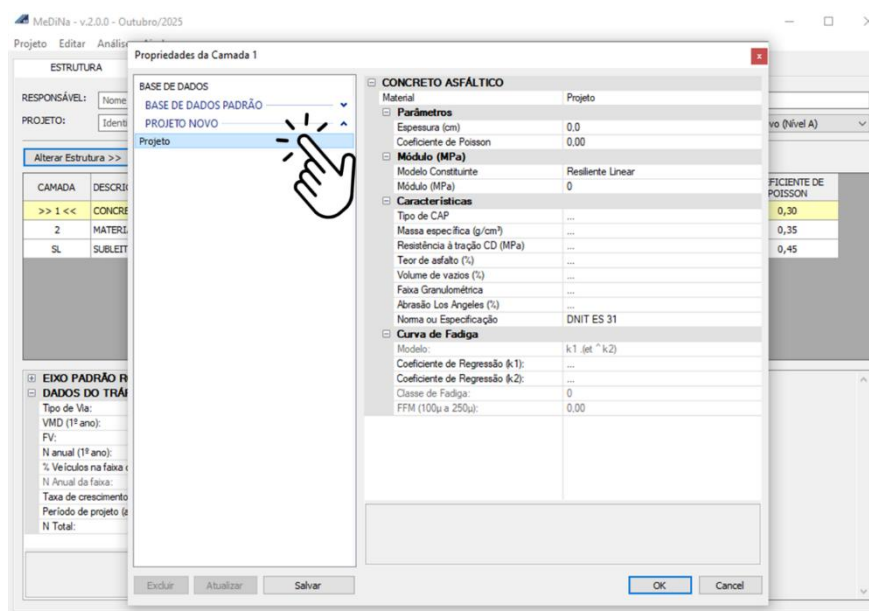 MeDiNa - v.2.0.0 - Outubro/2025
Projeto Editar Análise
Propriedades da Camada 1
ESTRUTURA
RESPONSÁVEL: Nome
PROJETO: Identi
vo (Nível A)
Alterar Estrutura >>
CAMADA DESCRIÇ FICIENTE DE POISSON
>> 1 << CONCRE 0,30
2 MATERI 0,35
SL SUBLEIT 0,45
EIXO PADRÃO R
DADOS DO TRÁF
Tipo de Via:
VMD (1º ano):
FV:
N anual (1º ano):
% Veículos na faixa
N Anual da faixa:
Taxa de crescimento
Período de projeto (a
N Total:
BASE DE DADOS
BASE DE DADOS PADRÃO
PROJETO NOVO
Projeto
CONCRETO ASFÁLTICO
Material Projeto
Parâmetros
Espessura (cm) 0,0
Coeficiente de Poisson 0,00
Módulo (MPa)
Modelo Constituinte Resiliente Linear
Módulo (MPa) 0
Características
Tipo de CAP ...
Massa específica (g/cm³) ...
Resistência à tração CD (MPa) ...
Teor de asfalto (%) ...
Volume de vazios (%) ...
Faixa Granulométrica ...
Abrasão Los Angeles (%) ...
Norma ou Especificação DNIT ES 31
Curva de Fadiga
Modelo: k1 .(et ^ k2)
Coeficiente de Regressão (k1): ...
Coeficiente de Regressão (k2): ...
Classe de Fadiga: 0
FFM (100µ a 250µ): 0,00
Excluir Atualizar Salvar OK Cancel